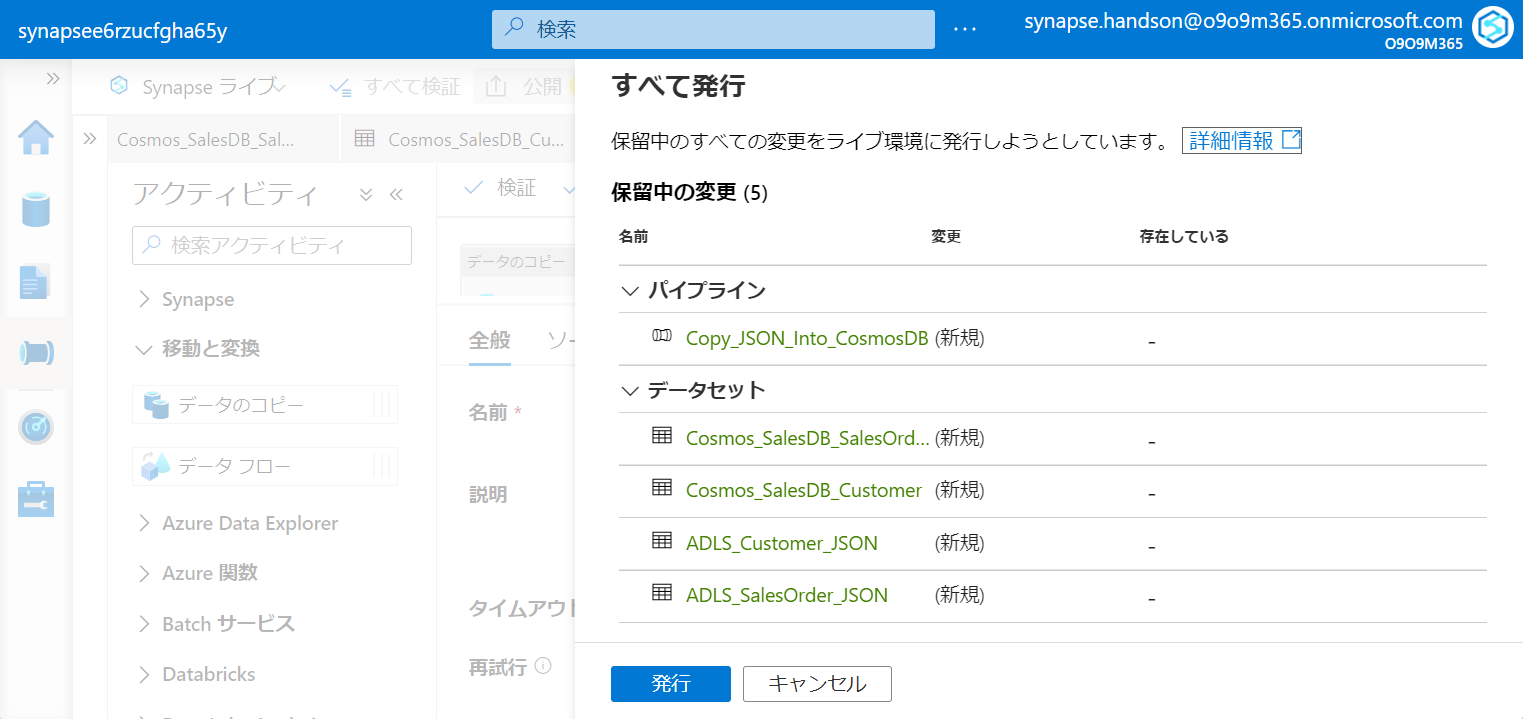 synapsee6rzucfgha65y
検索
synapse.handson@o9o9m365.onmicrosoft.com
O9O9M365
Synapse ライブ
すべて検証
公開
Cosmos_SalesDB_Sal...
Cosmos_SalesDB_Cu...
アクティビティ
検索アクティビティ
Synapse
移動と変換
データのコピー
データ フロー
Azure Data Explorer
Azure 関数
Batch サービス
Databricks
検証
データのコピー
全般
ソー
名前 *
説明
タイムアウト
再試行
すべて発行
保留中のすべての変更をライブ環境に発行しようとしています。 詳細情報
保留中の変更 (5)
名前 変更 存在している
パイプライン
Copy_JSON_Into_CosmosDB (新規) -
データセット
Cosmos_SalesDB_SalesOrd... (新規) -
Cosmos_SalesDB_Customer (新規) -
ADLS_Customer_JSON (新規) -
ADLS_SalesOrder_JSON (新規) -
発行 キャンセル